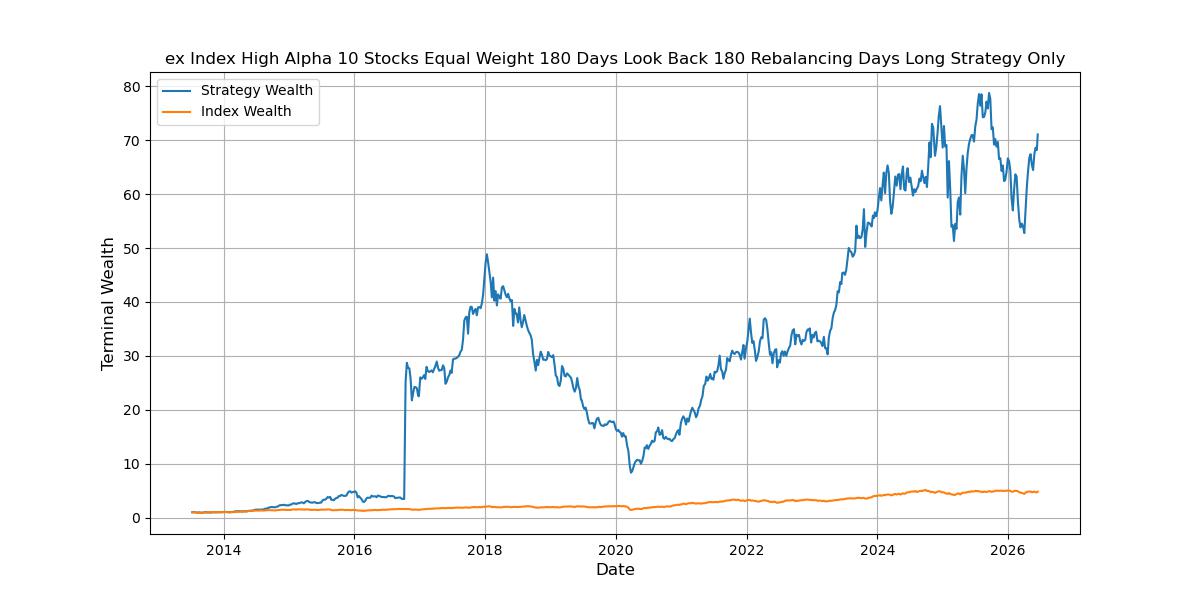 ex Index High Alpha 10 Stocks Equal Weight 180 Days Look Back 180 Rebalancing Days Long Strategy Only
Strategy Wealth
Index Wealth
Terminal Wealth
80
70
60
50
40
30
20
10
0
2014 2016 2018 2020 2022 2024 2026
Date